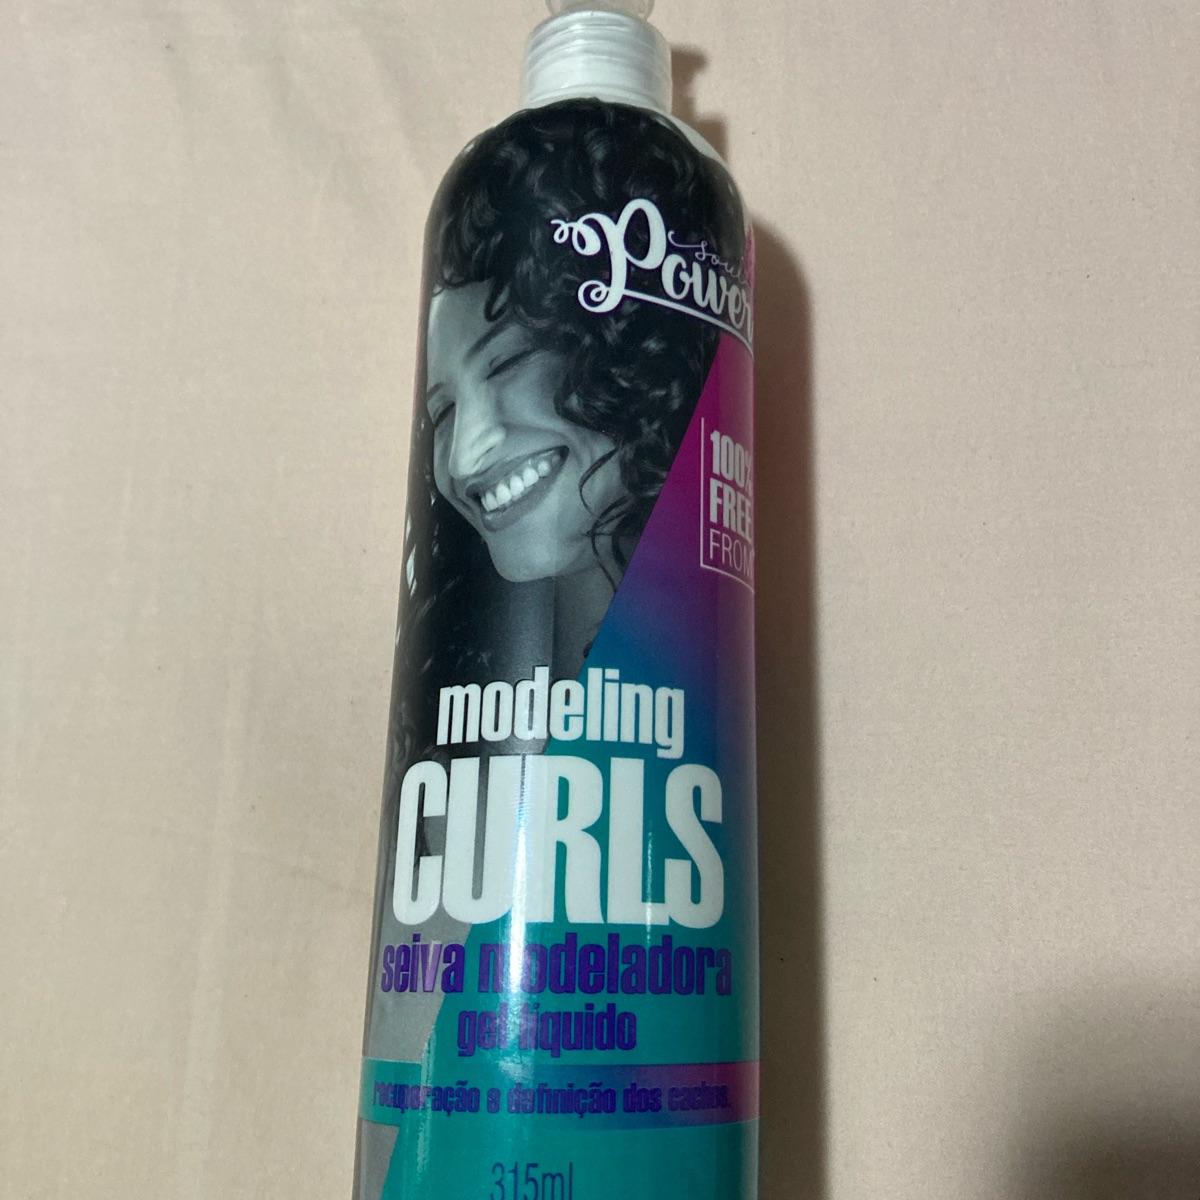 soul
Power
100%
FREE
FROM
modeling
CURLS
seiva modeladora
gel líquido
recuperação e definição dos cachos.
315ml